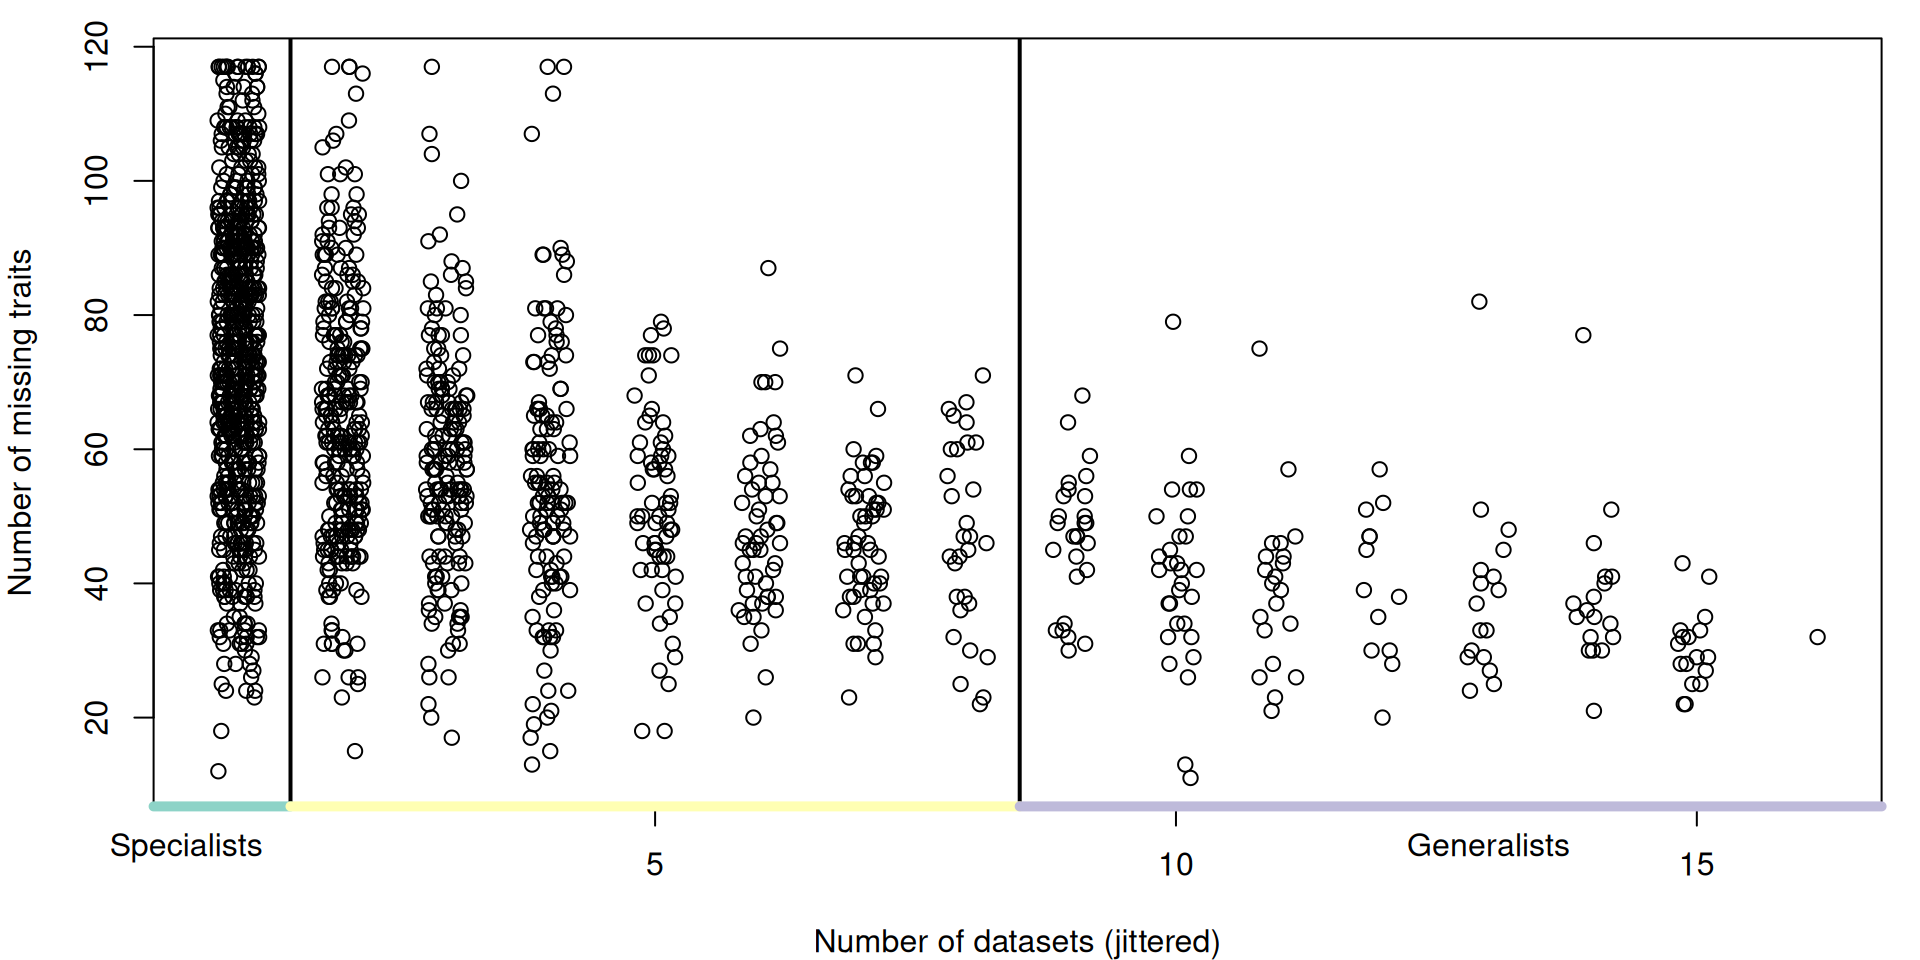 Number of missing traits
120
100
80
60
40
20
Specialists
Generalists
5
10
15
Number of datasets (jittered)